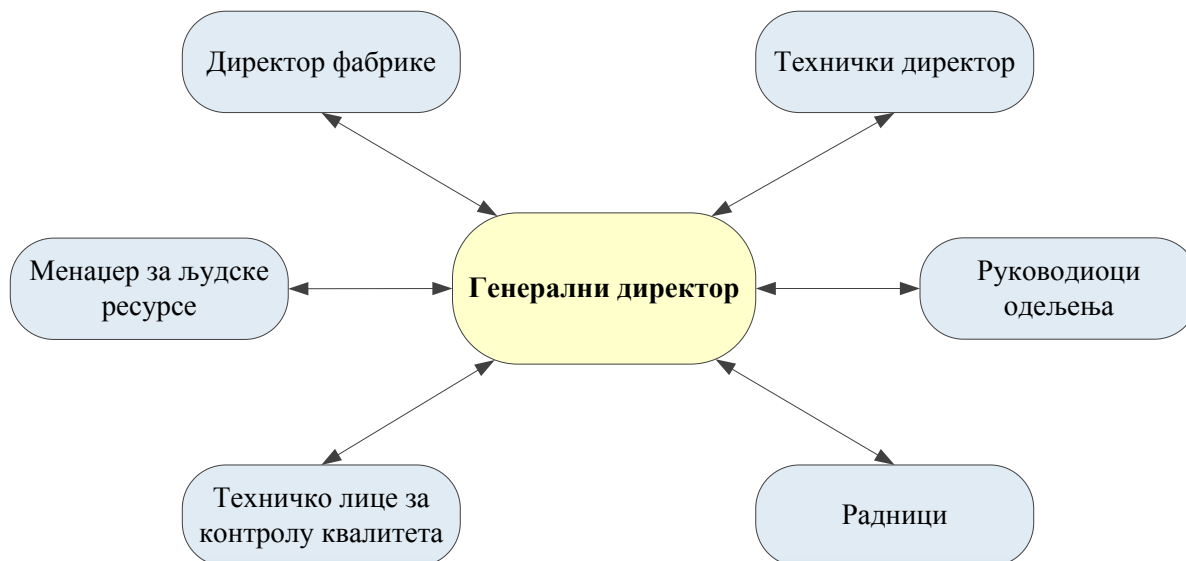 Директор фабрике
Технички директор
Менаџер за људске
ресурсе
Генерални директор
Руководиоци
одељења
Техничко лице за
контролу квалитета
Радници